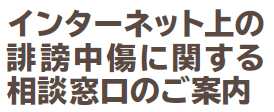 インターネット上の
誹謗中傷に関する
相談窓口のご案内